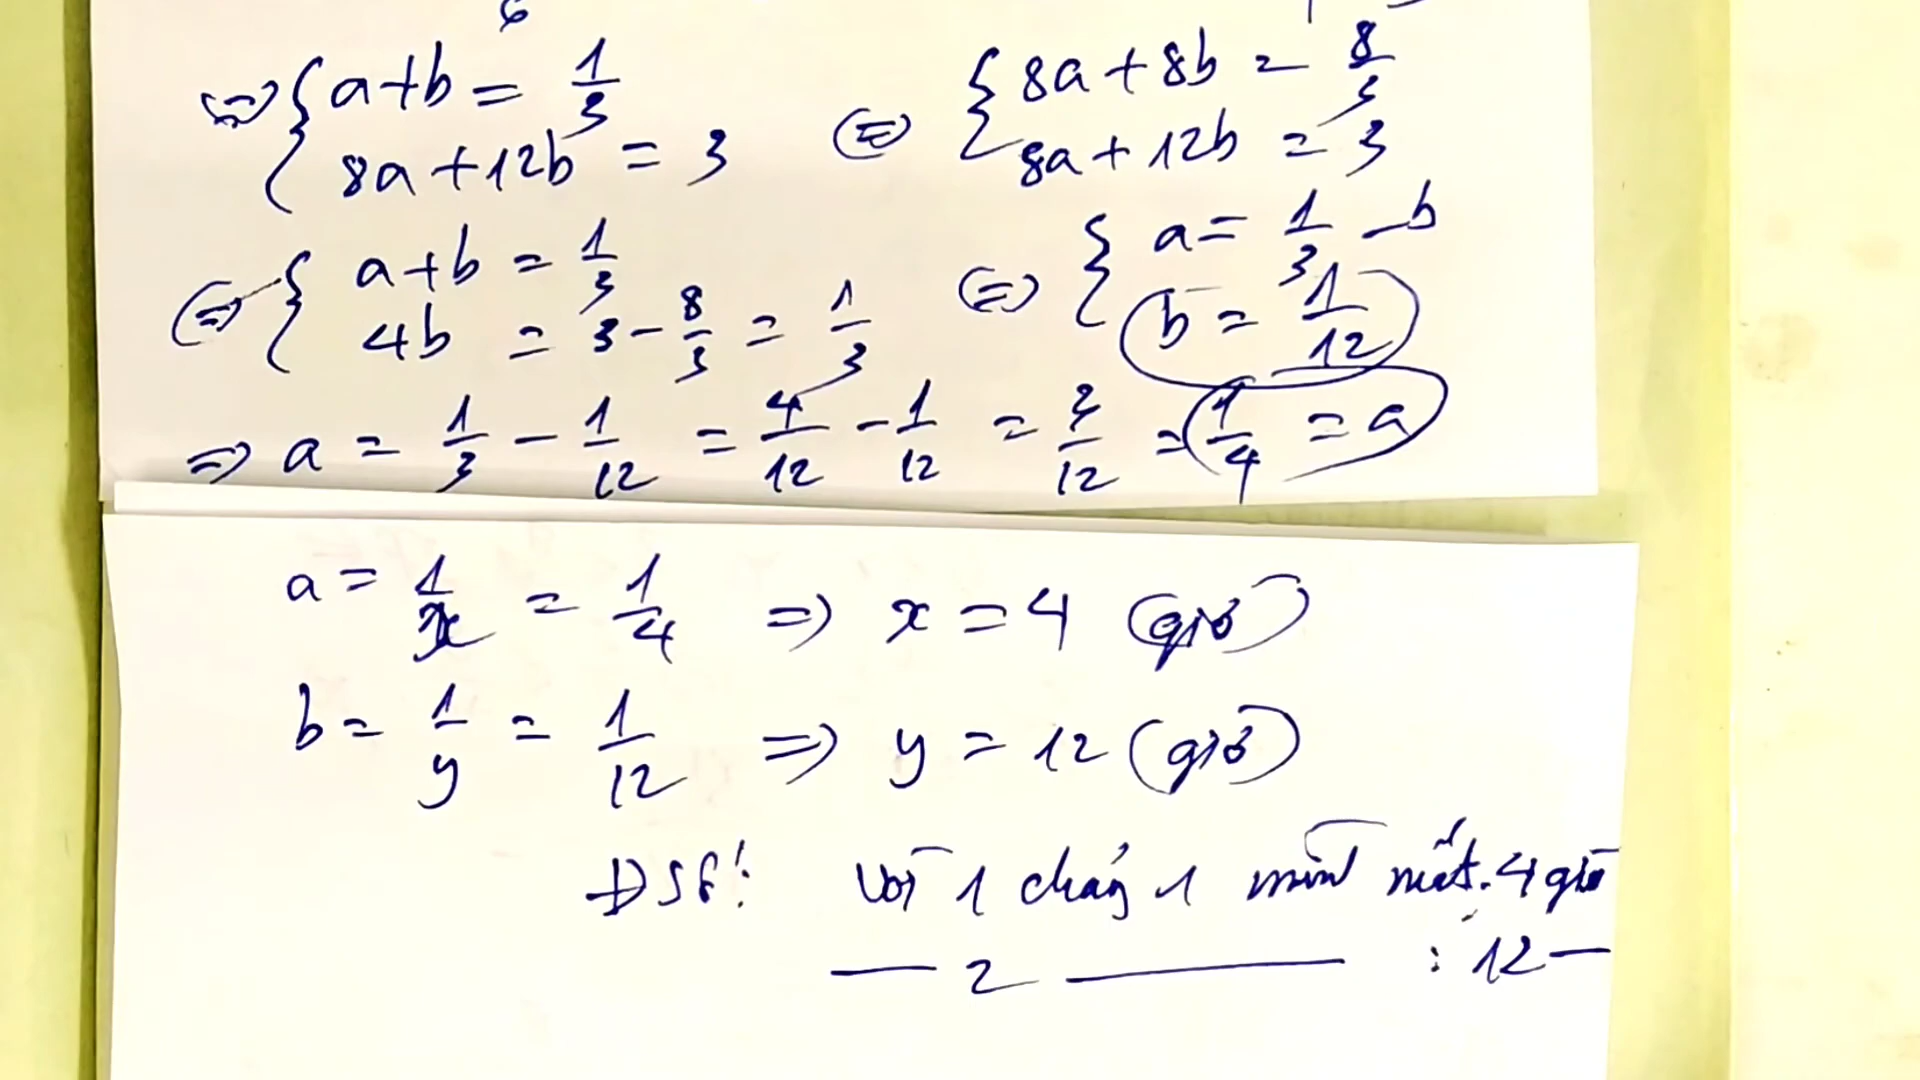 6
⇔ { a+b = 1/3 ⇔ { 8a + 8b = 8/3
8a + 12b = 3 8a + 12b = 3
⇔ { a+b = 1/3 ⇔ { a = 1/3 - b
4b = 3 - 8/3 = 1/3 b = 1/12
⇒ a = 1/3 - 1/12 = 4/12 - 1/12 = 3/12 = 1/4 = a
a = 1/x = 1/4 ⇒ x = 4 (giờ)
b = 1/y = 1/12 ⇒ y = 12 (giờ)
Vòi 1 chảy 1 mình mất 4 giờ
— 2 ——— : 12 —